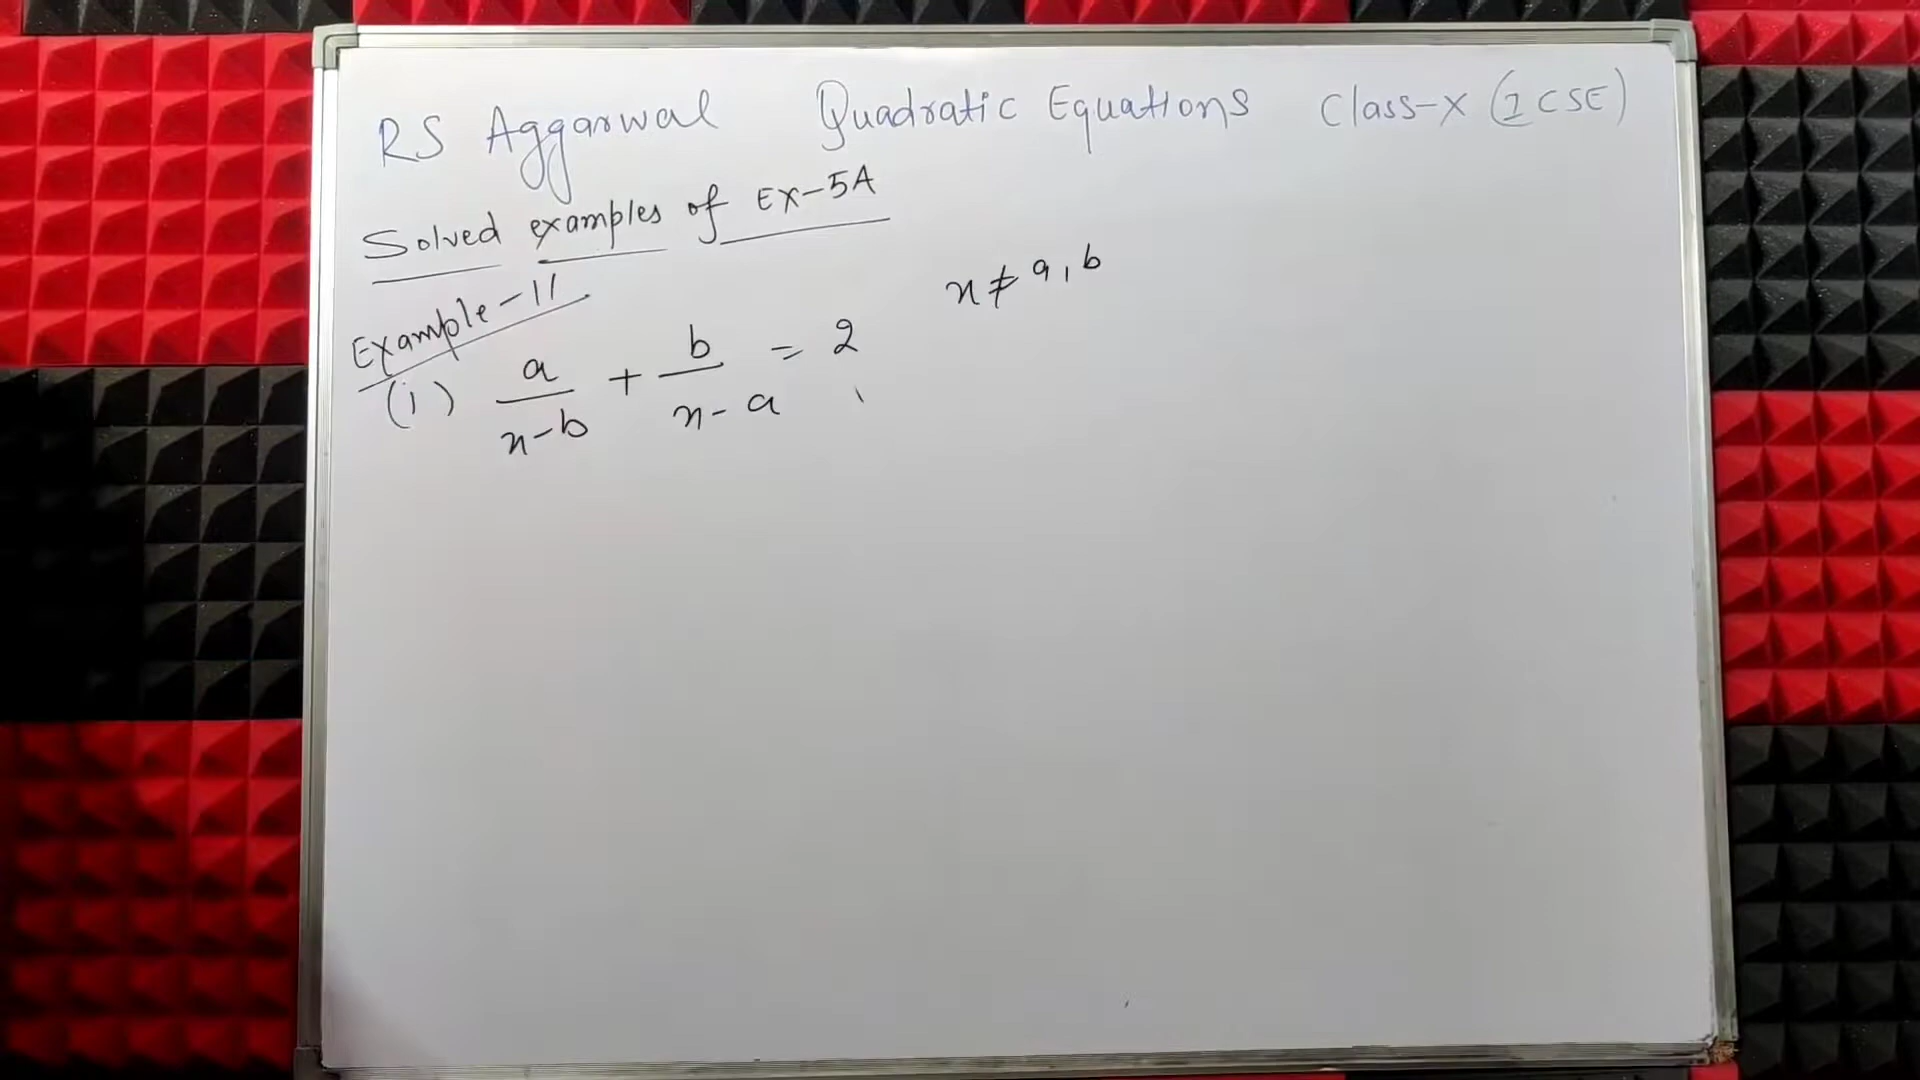 RS Aggarwal Quadratic Equations Class-X (ICSE)
Solved examples of EX-5A
Example-11
(i) a/(x-b) + b/(x-a) = 2 x≠a,b